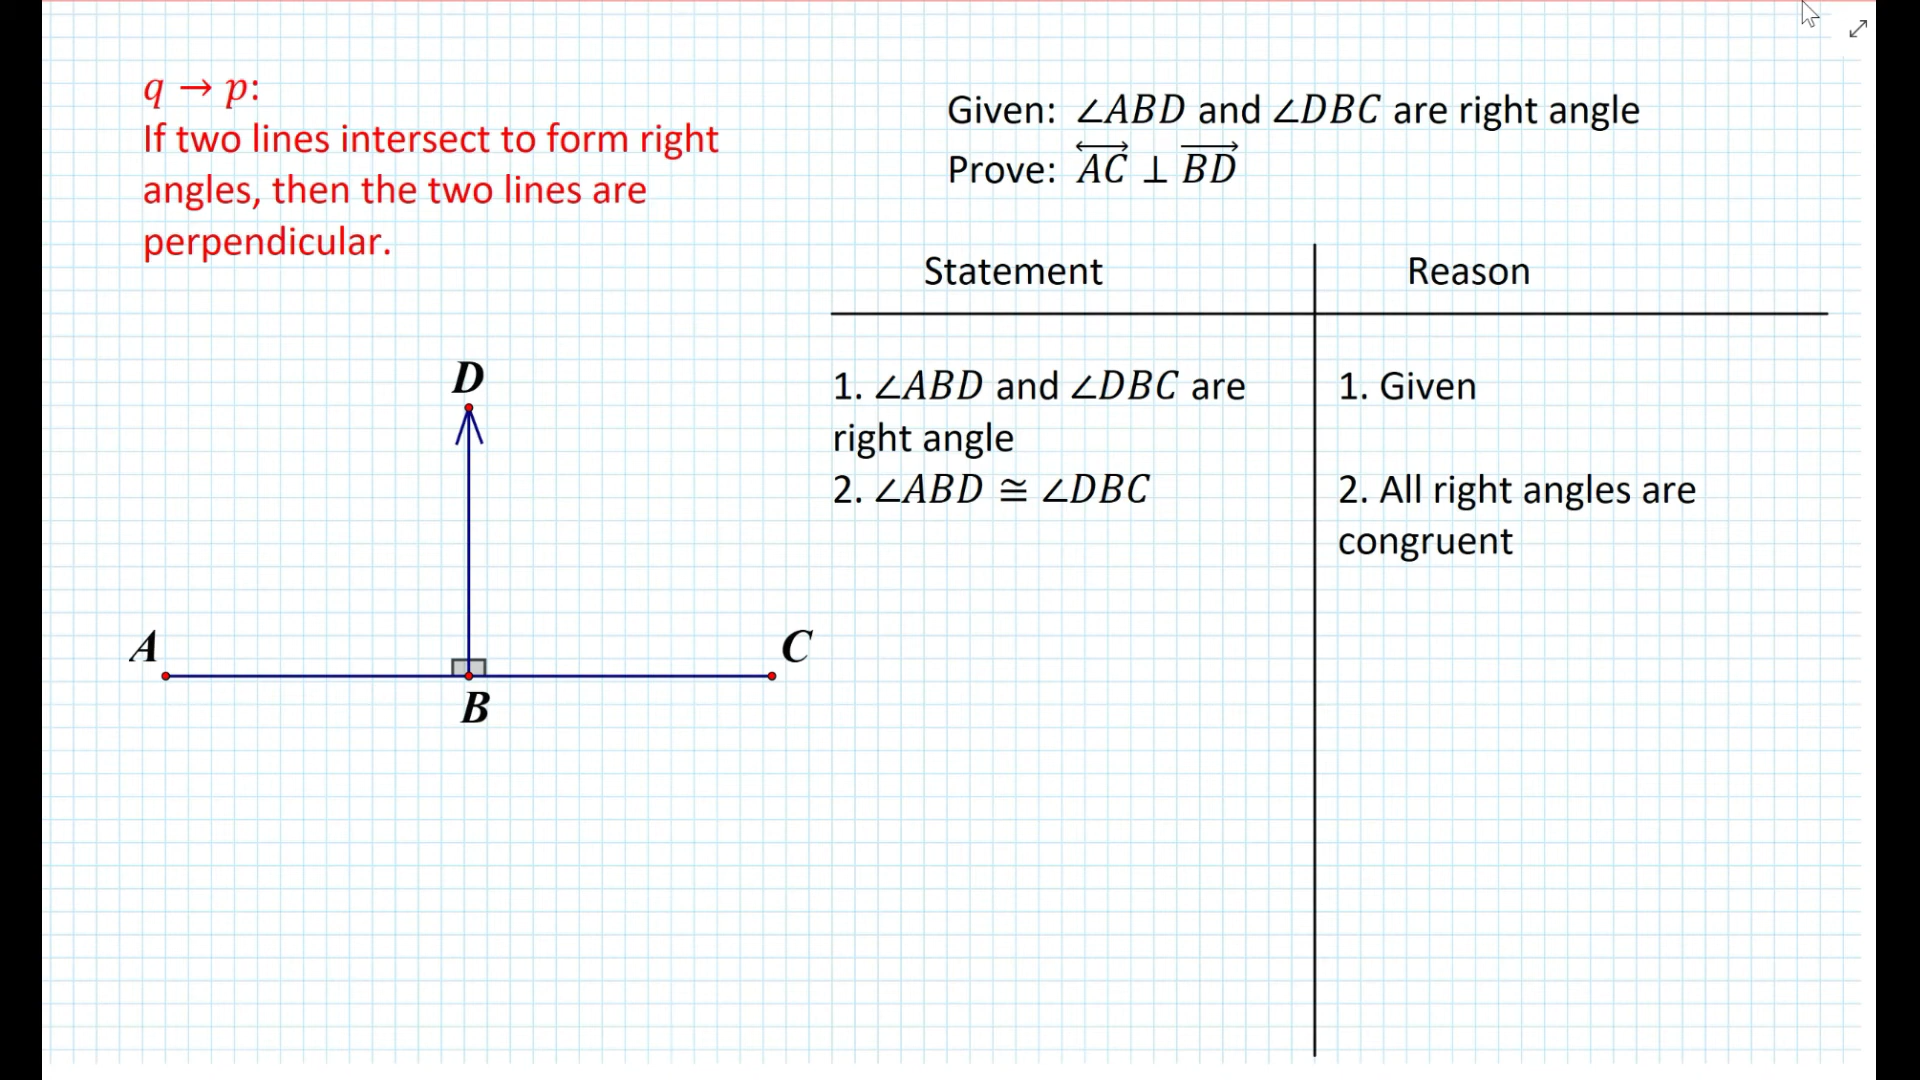 q → p:
If two lines intersect to form right
angles, then the two lines are
perpendicular.
Given: ∠ABD and ∠DBC are right angle
Prove: \overleftrightarrow{AC} ⊥ \overrightarrow{BD}
Statement
Reason
1. ∠ABD and ∠DBC are
right angle
1. Given
2. ∠ABD ≅ ∠DBC
2. All right angles are
congruent
D
A
C
B